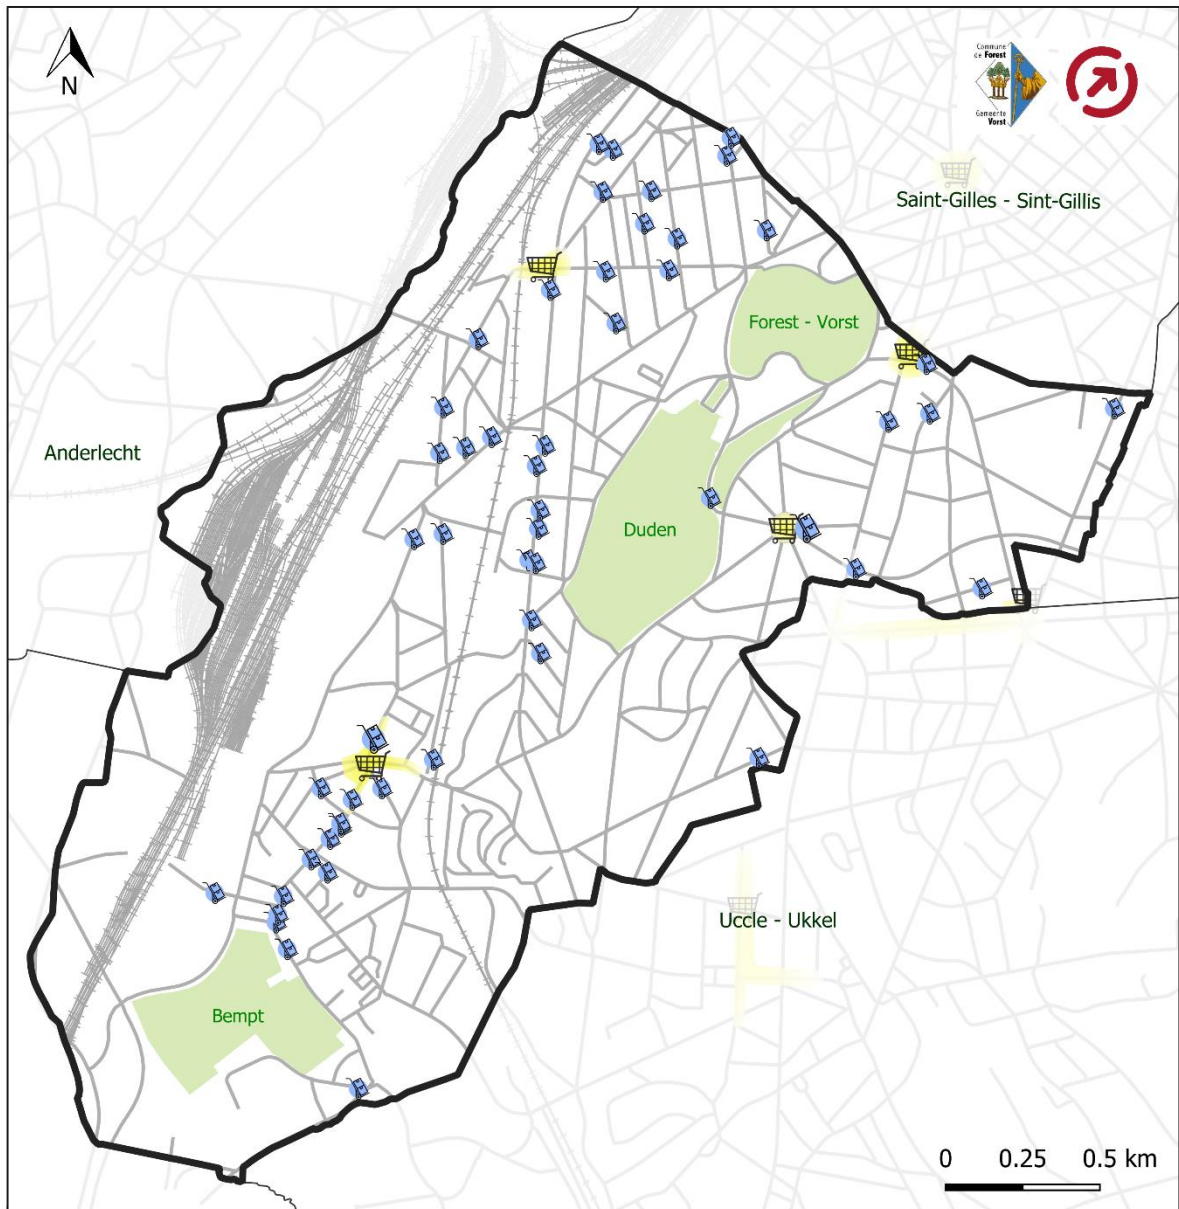 N
Commune
de Forest
Gemeente
Vorst
Saint-Gilles - Sint-Gillis
Forest - Vorst
Anderlecht
Duden
Uccle - Ukkel
Bempt
0 0.25 0.5 km